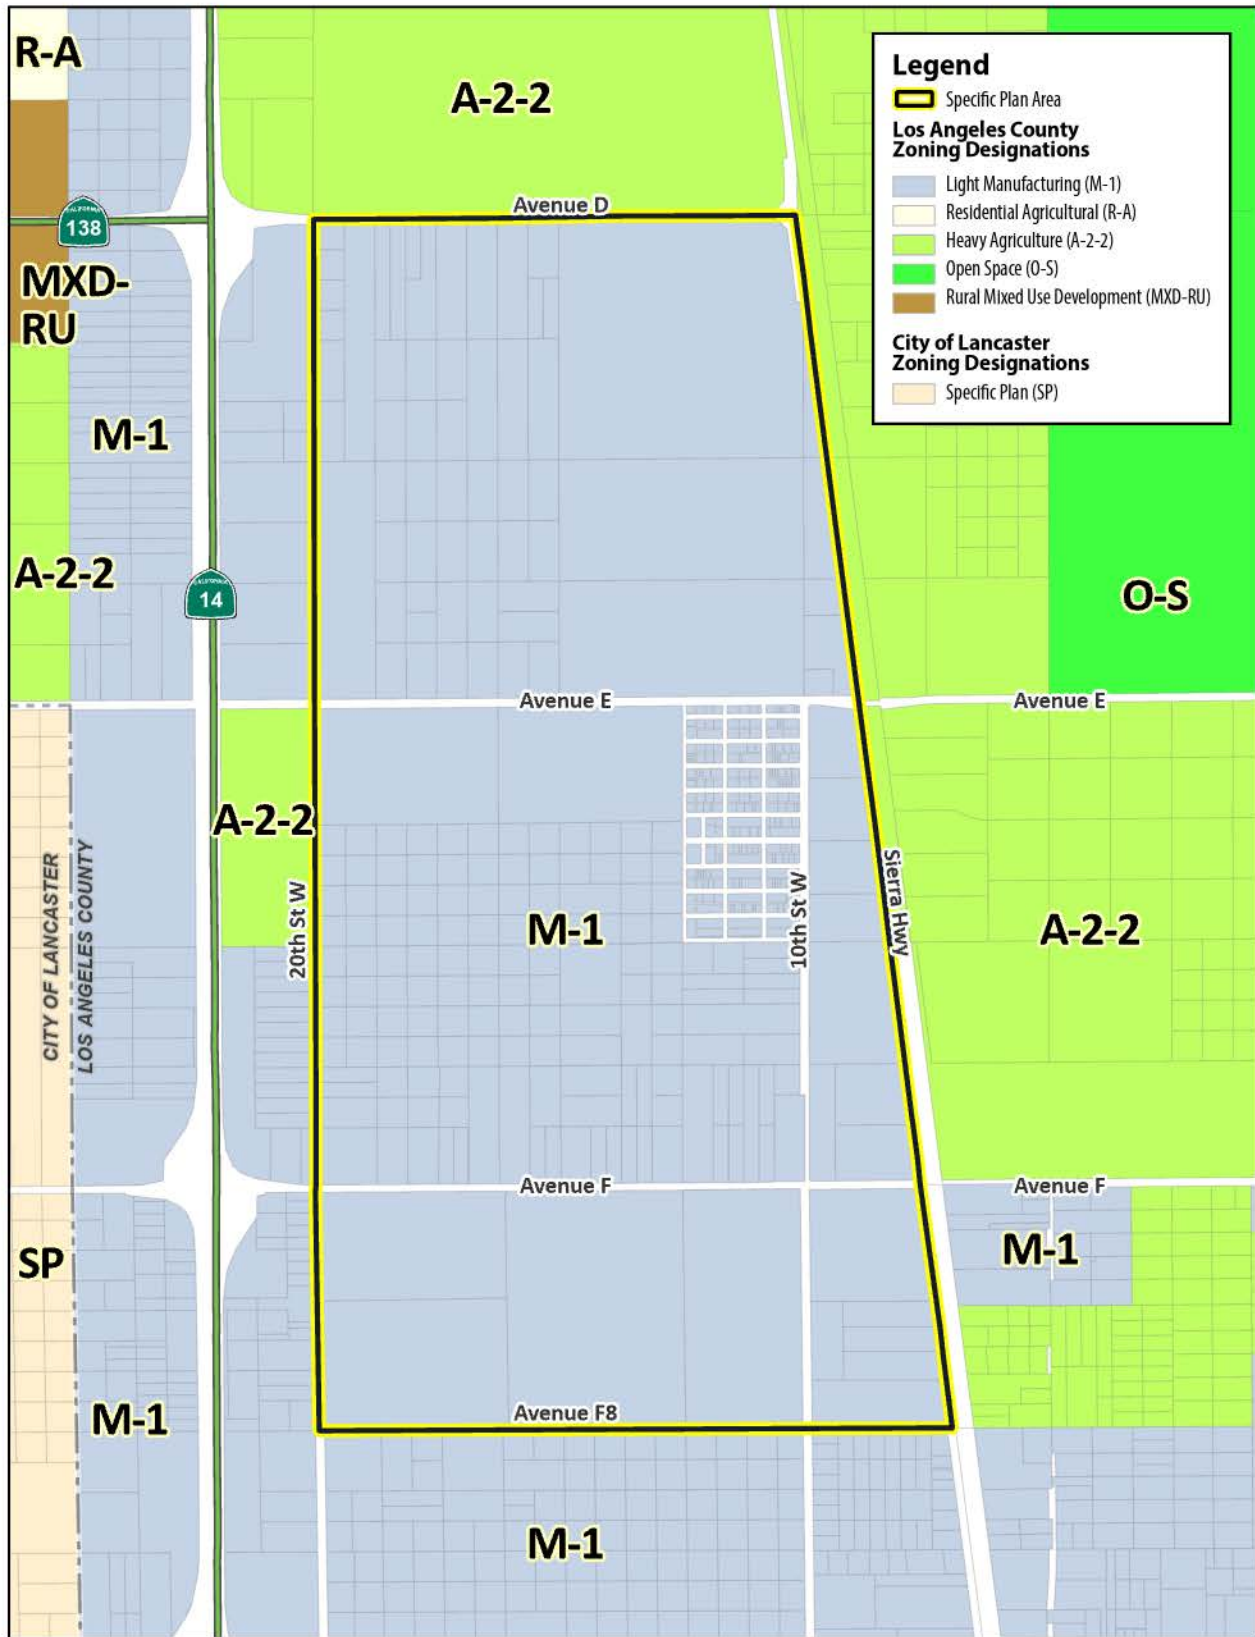 R-A
A-2-2
Legend
Specific Plan Area
Los Angeles County
Zoning Designations
Light Manufacturing (M-1)
Residential Agricultural (R-A)
Heavy Agriculture (A-2-2)
Open Space (O-S)
Rural Mixed Use Development (MXD-RU)
City of Lancaster
Zoning Designations
Specific Plan (SP)
Avenue D
CALIFORNIA
138
MXD-
RU
M-1
A-2-2
CALIFORNIA
14
O-S
Avenue E
Avenue E
A-2-2
CITY OF LANCASTER
LOS ANGELES COUNTY
20th St W
M-1
10th St W
Sierra Hwy
A-2-2
Avenue F
Avenue F
SP
M-1
M-1
Avenue F8
M-1